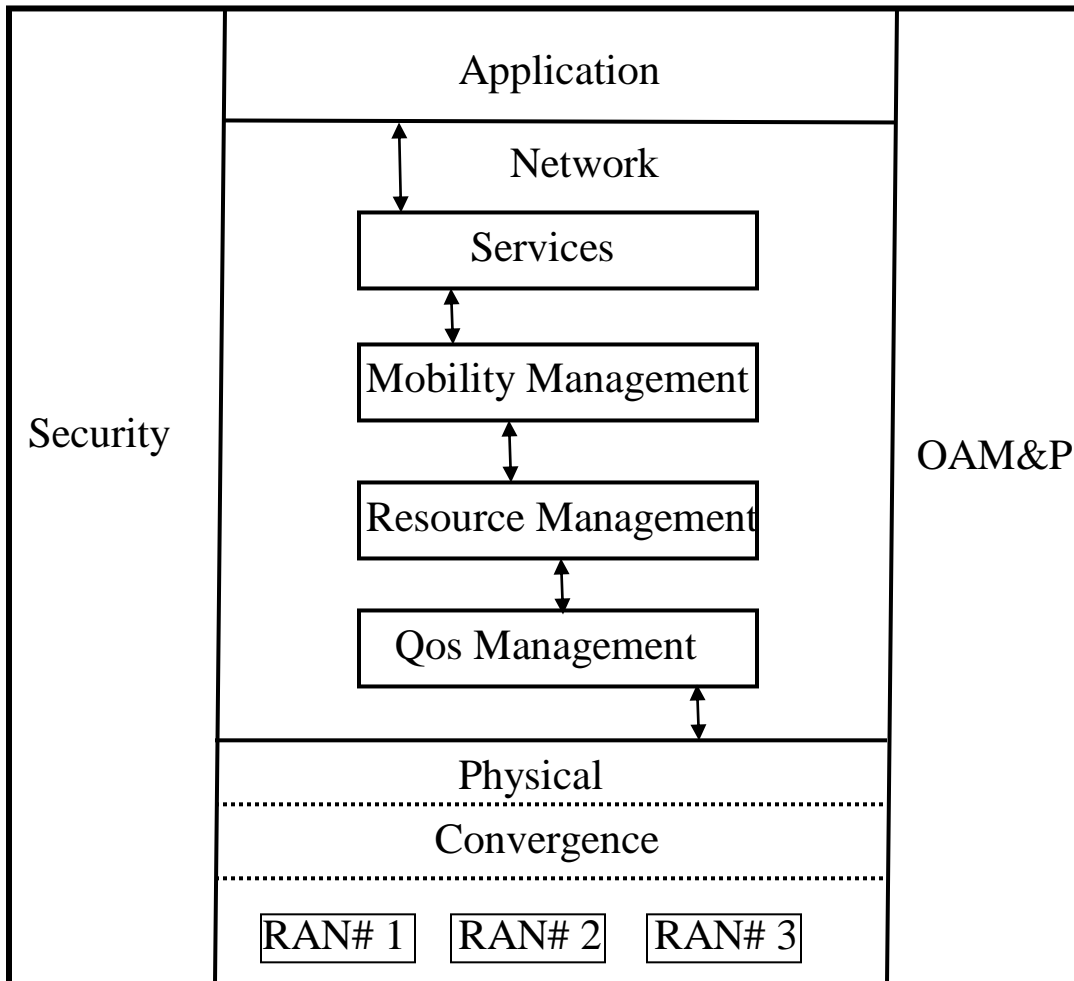 Application
Network
Services
Mobility Management
Security
OAM&P
Resource Management
Qos Management
Physical
Convergence
RAN# 1
RAN# 2
RAN# 3